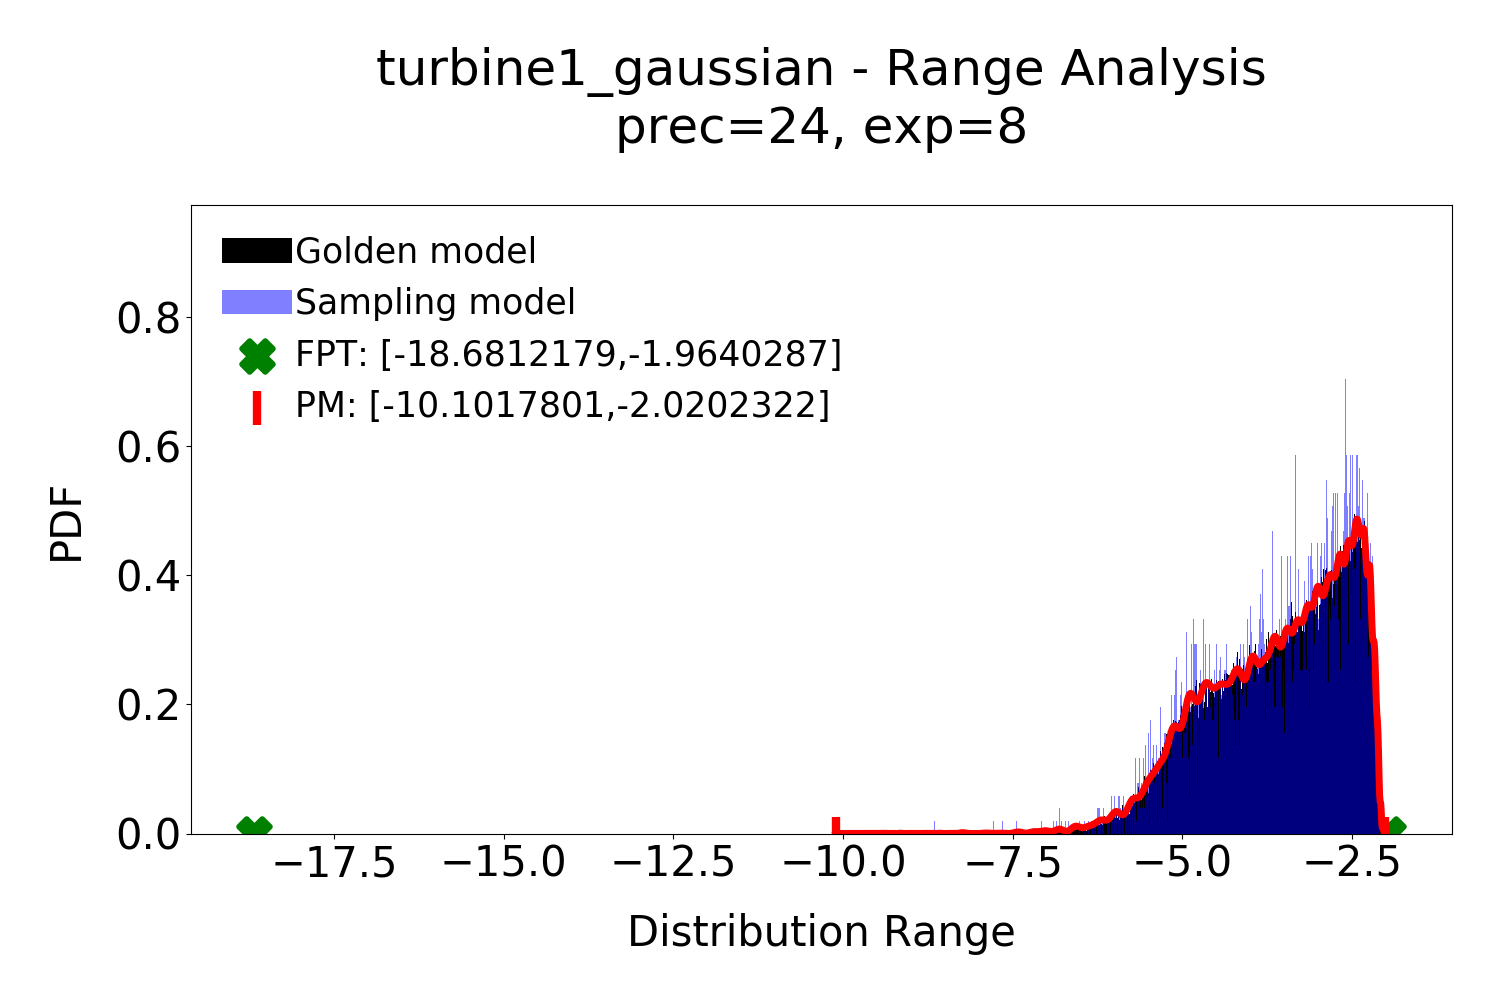 turbine1_gaussian - Range Analysis
prec=24, exp=8
Golden model
Sampling model
FPT: [-18.6812179,-1.9640287]
PM: [-10.1017801,-2.0202322]
PDF
0.8
0.6
0.4
0.2
0.0
−17.5 −15.0 −12.5 −10.0 −7.5 −5.0 −2.5
Distribution Range